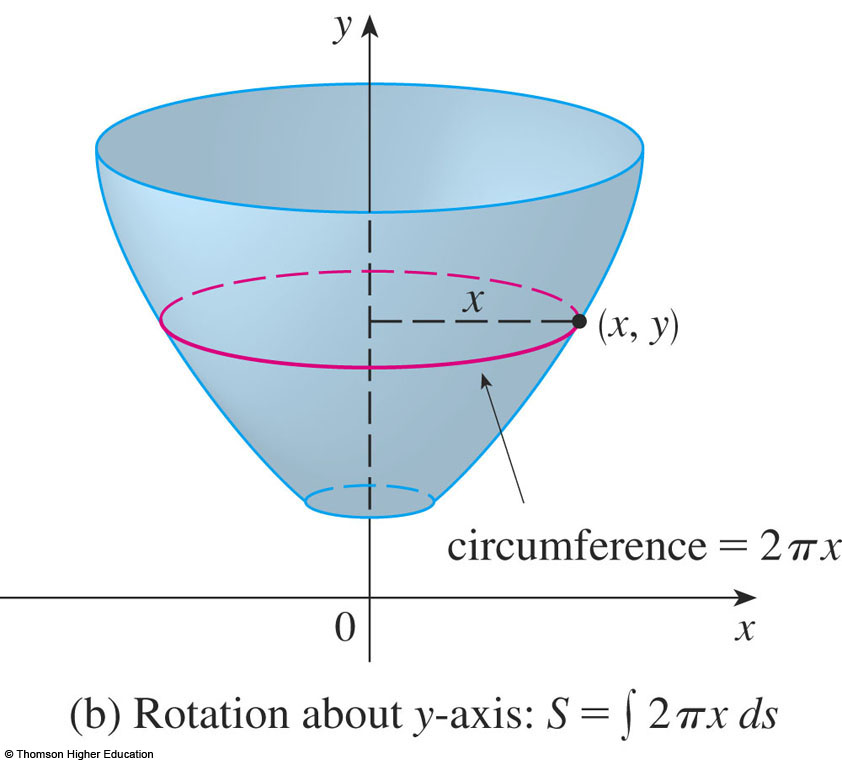 y
x
(x, y)
circumference = 2πx
0
x
(b) Rotation about y-axis: S = ∫ 2πx ds
© Thomson Higher Education